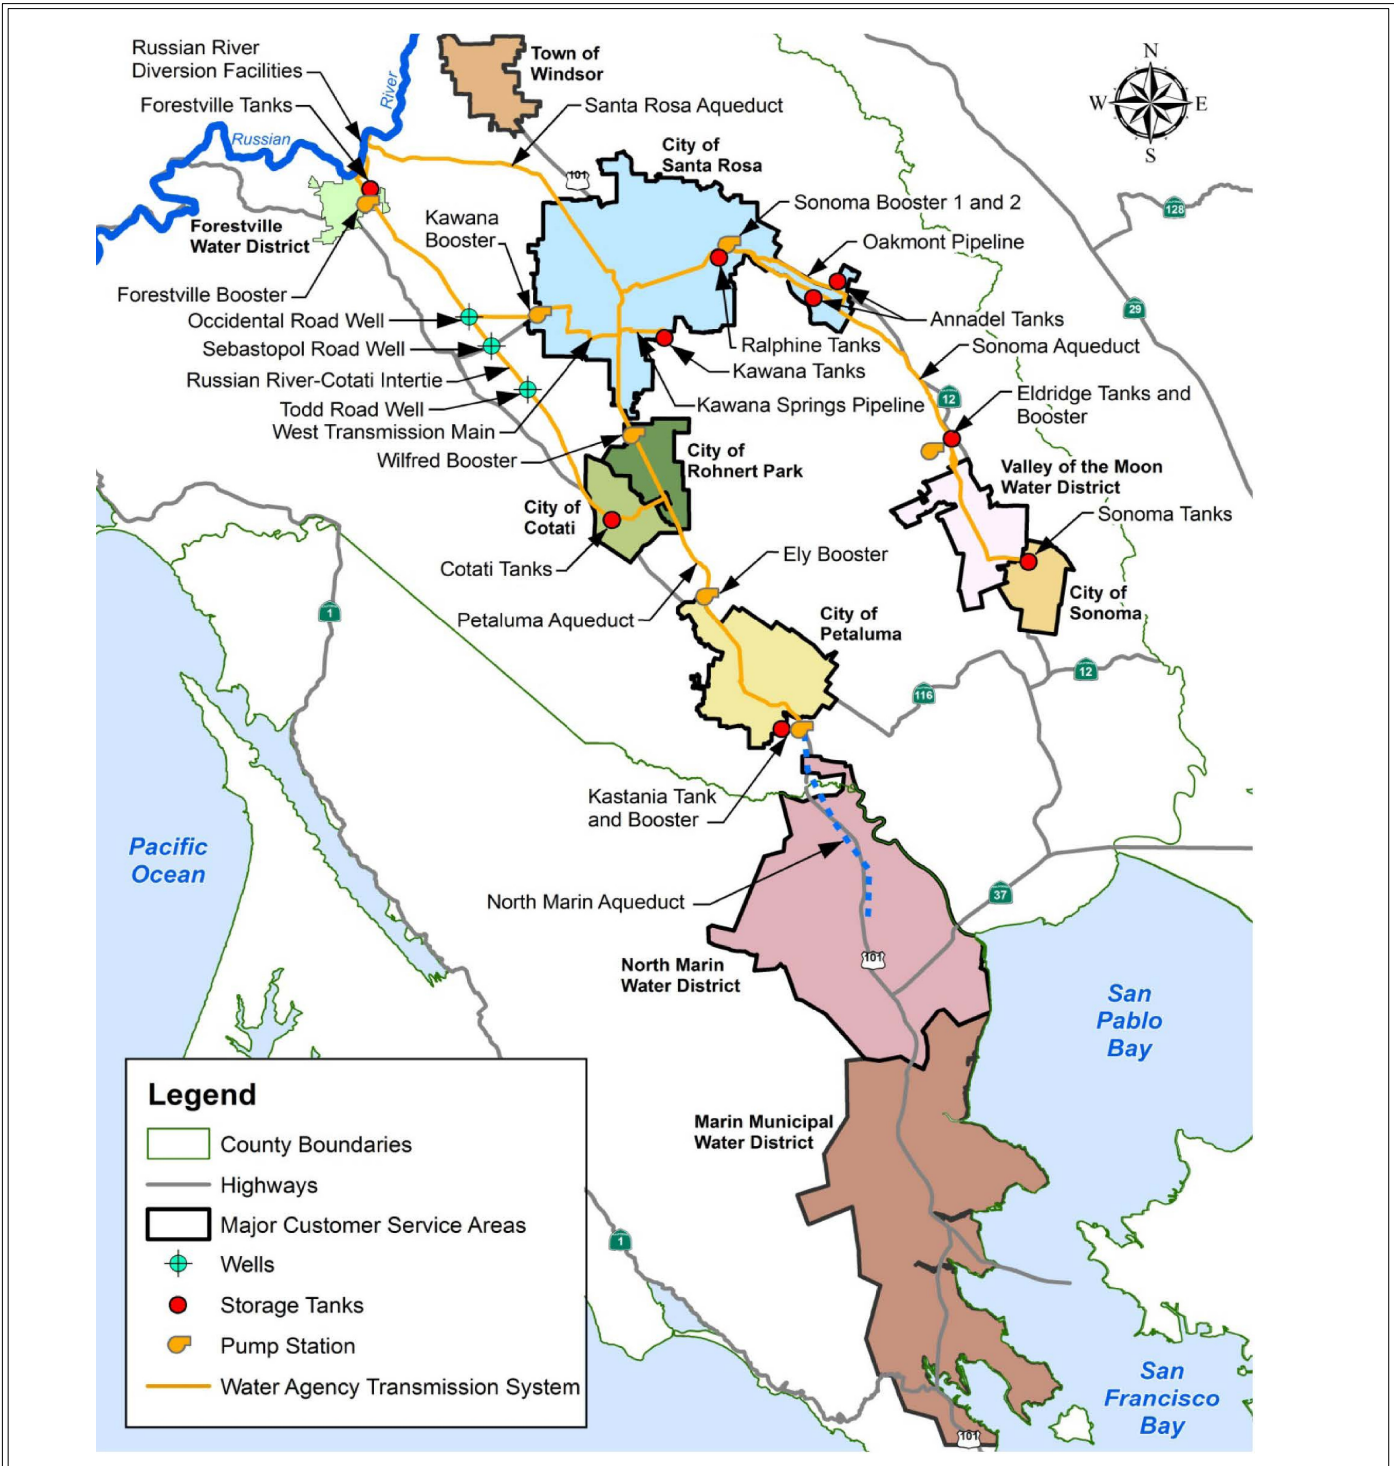 Russian River
Diversion Facilities
Forestville Tanks
River
Russian
Town of
Windsor
Santa Rosa Aqueduct
N
W
E
S
101
City of
Santa Rosa
128
29
Forestville
Water District
Kawana
Booster
Sonoma Booster 1 and 2
Oakmont Pipeline
Forestville Booster
Occidental Road Well
Sebastopol Road Well
Russian River-Cotati Intertie
Todd Road Well
West Transmission Main
Wilfred Booster
Annadel Tanks
Ralphine Tanks
Sonoma Aqueduct
Kawana Tanks
Kawana Springs Pipeline
12
Eldridge Tanks and
Booster
City of
Rohnert Park
Valley of the Moon
Water District
City of
Cotati
Sonoma Tanks
Cotati Tanks
Ely Booster
Petaluma Aqueduct
City of
Petaluma
City of
Sonoma
1
12
116
Kastania Tank
and Booster
Pacific
Ocean
North Marin Aqueduct
37
101
North Marin
Water District
San
Pablo
Bay
Legend
County Boundaries
Highways
Major Customer Service Areas
Wells
Storage Tanks
Pump Station
Water Agency Transmission System
Marin Municipal
Water District
1
San
Francisco
Bay
101